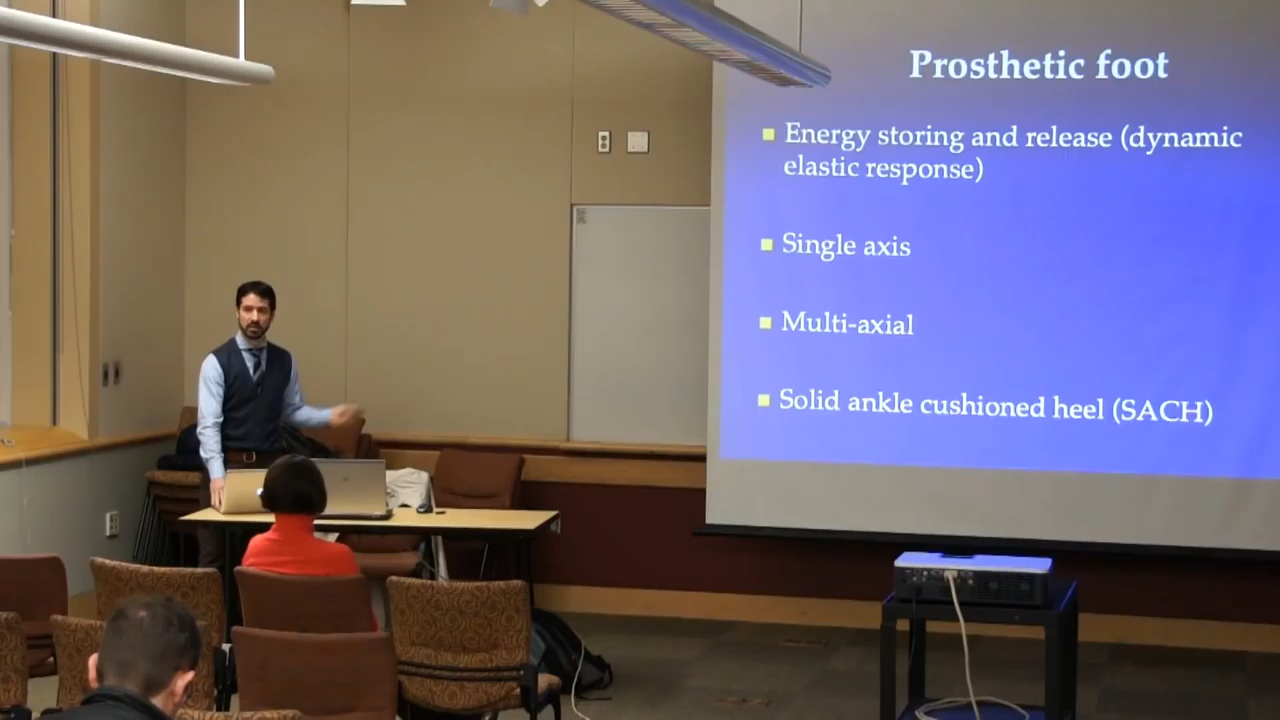 Prosthetic foot
Energy storing and release (dynamic
elastic response)
Single axis
Multi-axial
Solid ankle cushioned heel (SACH)